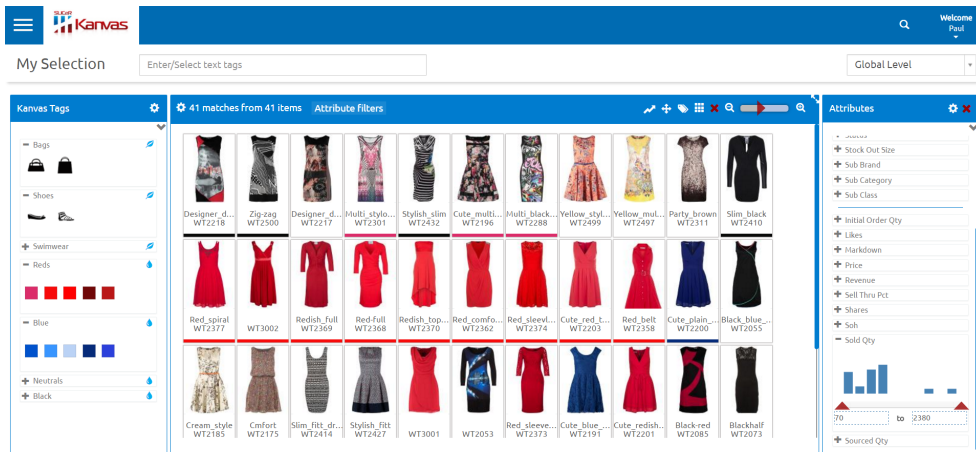 SUGAR
Kanvas
Welcome
Paul
My Selection
Enter/Select text tags
Global Level
Kanvas Tags
Bags
Shoes
Swimwear
Reds
Blue
Neutrals
Black
41 matches from 41 items Attribute filters
Designer_d... Zig-zag Designer_d... Multi_stylo... Stylish_slim Cute_multi... Multi_black... Yellow_styl... Yellow_mul... Party_brown Slim_black
WT2218 WT2500 WT2217 WT2301 WT2432 WT2196 WT2288 WT2499 WT2497 WT2311 WT2410
Red_spiral Redish_full Red-full Redish_top... Red_comfo... Red_sleevl... Cute_red_t... Red_belt Cute_plain_... Black_blue_...
WT2377 WT3002 WT2369 WT2368 WT2370 WT2362 WT2374 WT2203 WT2358 WT2200 WT2055
Cream_style Cmfort Slim_fitt_dr... Stylish_fitt Red_sleeve... Cute_blue_... Cute_redish... Black-red Blackhalf
WT2185 WT2175 WT2414 WT2427 WT3001 WT2053 WT2373 WT2191 WT2201 WT2085 WT2073
Attributes
Status
Stock Out Size
Sub Brand
Sub Category
Sub Class
Initial Order Qty
Likes
Markdown
Price
Revenue
Sell Thru Pct
Shares
Soh
Sold Qty
70 to 2380
Sourced Qty